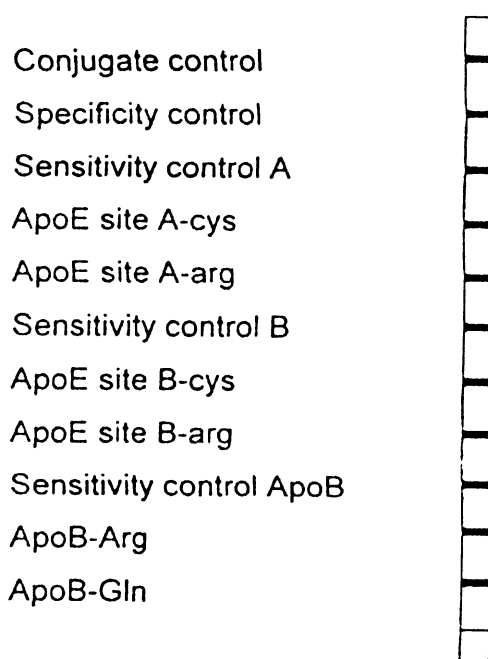 Conjugate control
Specificity control
Sensitivity control A
ApoE site A-cys
ApoE site A-arg
Sensitivity control B
ApoE site B-cys
ApoE site B-arg
Sensitivity control ApoB
ApoB-Arg
ApoB-Gln